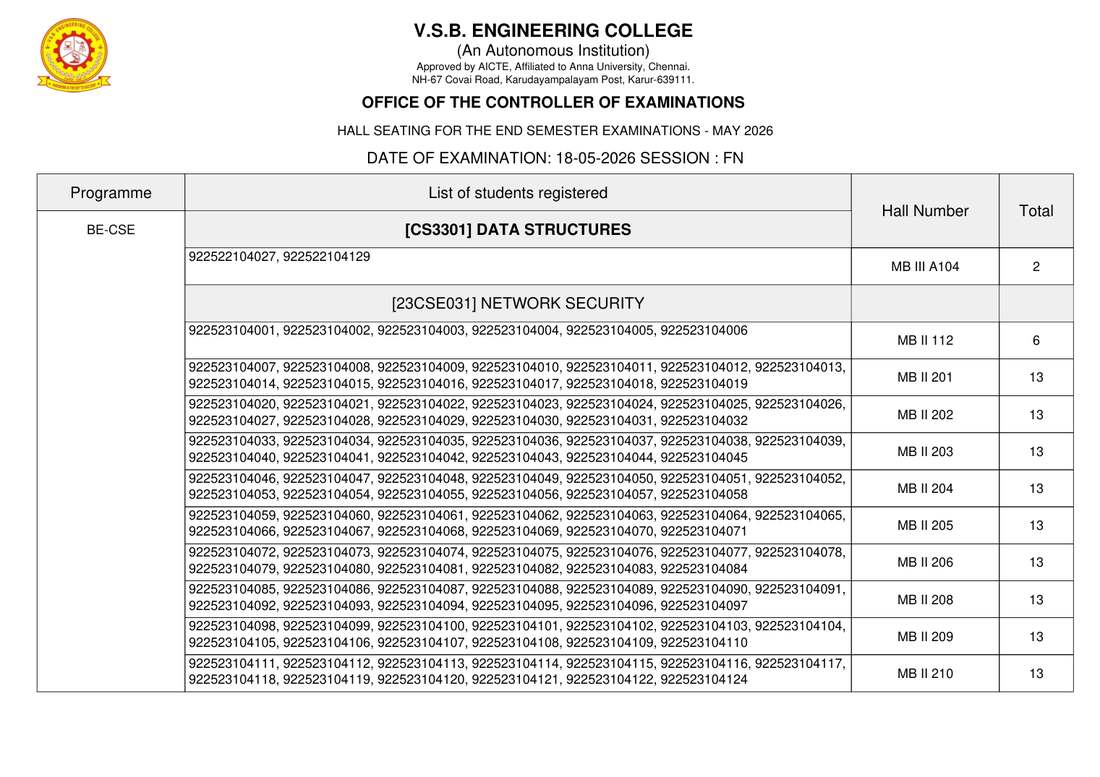 V.S.B. ENGINEERING COLLEGE
(An Autonomous Institution)
Approved by AICTE, Affiliated to Anna University, Chennai.
NH-67 Covai Road, Karudayampalayam Post, Karur-639111.
OFFICE OF THE CONTROLLER OF EXAMINATIONS
HALL SEATING FOR THE END SEMESTER EXAMINATIONS - MAY 2026
DATE OF EXAMINATION: 18-05-2026 SESSION : FN
Programme List of students registered Hall Number Total
BE-CSE [CS3301] DATA STRUCTURES
922522104027, 922522104129 MB III A104 2
[23CSE031] NETWORK SECURITY
922523104001, 922523104002, 922523104003, 922523104004, 922523104005, 922523104006 MB II 112 6
922523104007, 922523104008, 922523104009, 922523104010, 922523104011, 922523104012, 922523104013,
922523104014, 922523104015, 922523104016, 922523104017, 922523104018, 922523104019 MB II 201 13
922523104020, 922523104021, 922523104022, 922523104023, 922523104024, 922523104025, 922523104026,
922523104027, 922523104028, 922523104029, 922523104030, 922523104031, 922523104032 MB II 202 13
922523104033, 922523104034, 922523104035, 922523104036, 922523104037, 922523104038, 922523104039,
922523104040, 922523104041, 922523104042, 922523104043, 922523104044, 922523104045 MB II 203 13
922523104046, 922523104047, 922523104048, 922523104049, 922523104050, 922523104051, 922523104052,
922523104053, 922523104054, 922523104055, 922523104056, 922523104057, 922523104058 MB II 204 13
922523104059, 922523104060, 922523104061, 922523104062, 922523104063, 922523104064, 922523104065,
922523104066, 922523104067, 922523104068, 922523104069, 922523104070, 922523104071 MB II 205 13
922523104072, 922523104073, 922523104074, 922523104075, 922523104076, 922523104077, 922523104078,
922523104079, 922523104080, 922523104081, 922523104082, 922523104083, 922523104084 MB II 206 13
922523104085, 922523104086, 922523104087, 922523104088, 922523104089, 922523104090, 922523104091,
922523104092, 922523104093, 922523104094, 922523104095, 922523104096, 922523104097 MB II 208 13
922523104098, 922523104099, 922523104100, 922523104101, 922523104102, 922523104103, 922523104104,
922523104105, 922523104106, 922523104107, 922523104108, 922523104109, 922523104110 MB II 209 13
922523104111, 922523104112, 922523104113, 922523104114, 922523104115, 922523104116, 922523104117,
922523104118, 922523104119, 922523104120, 922523104121, 922523104122, 922523104124 MB II 210 13